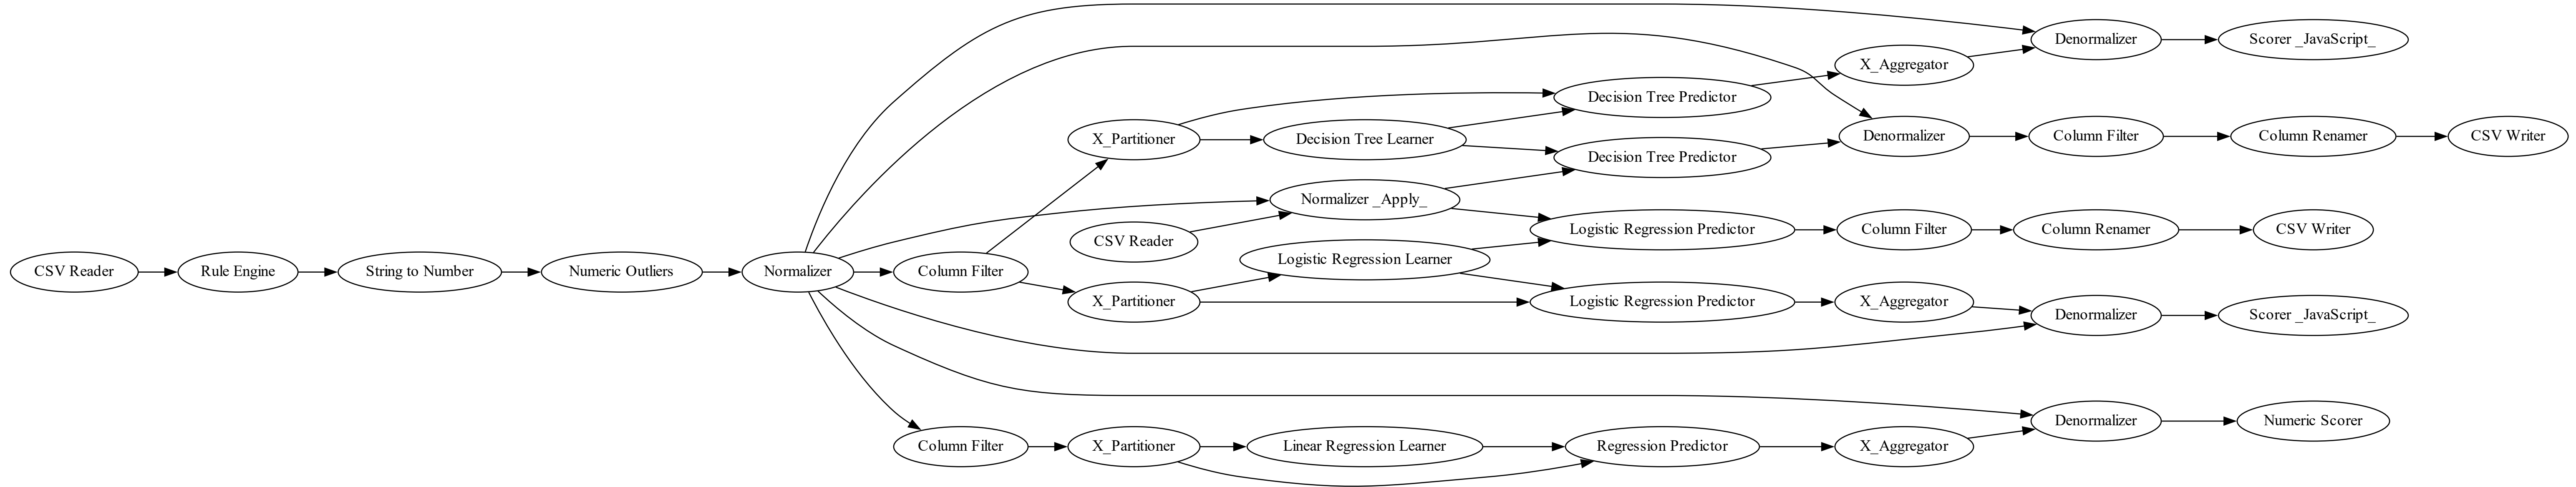 Denormalizer
Scorer _JavaScript_
X_Aggregator
Decision Tree Predictor
X_Partitioner
Decision Tree Learner
Denormalizer
Column Filter
Column Renamer
CSV Writer
Decision Tree Predictor
Normalizer _Apply_
CSV Reader
Logistic Regression Predictor
Column Filter
Column Renamer
CSV Writer
Logistic Regression Learner
CSV Reader
Rule Engine
String to Number
Numeric Outliers
Normalizer
Column Filter
X_Partitioner
Logistic Regression Predictor
X_Aggregator
Denormalizer
Scorer _JavaScript_
Denormalizer
Numeric Scorer
Column Filter
X_Partitioner
Linear Regression Learner
Regression Predictor
X_Aggregator